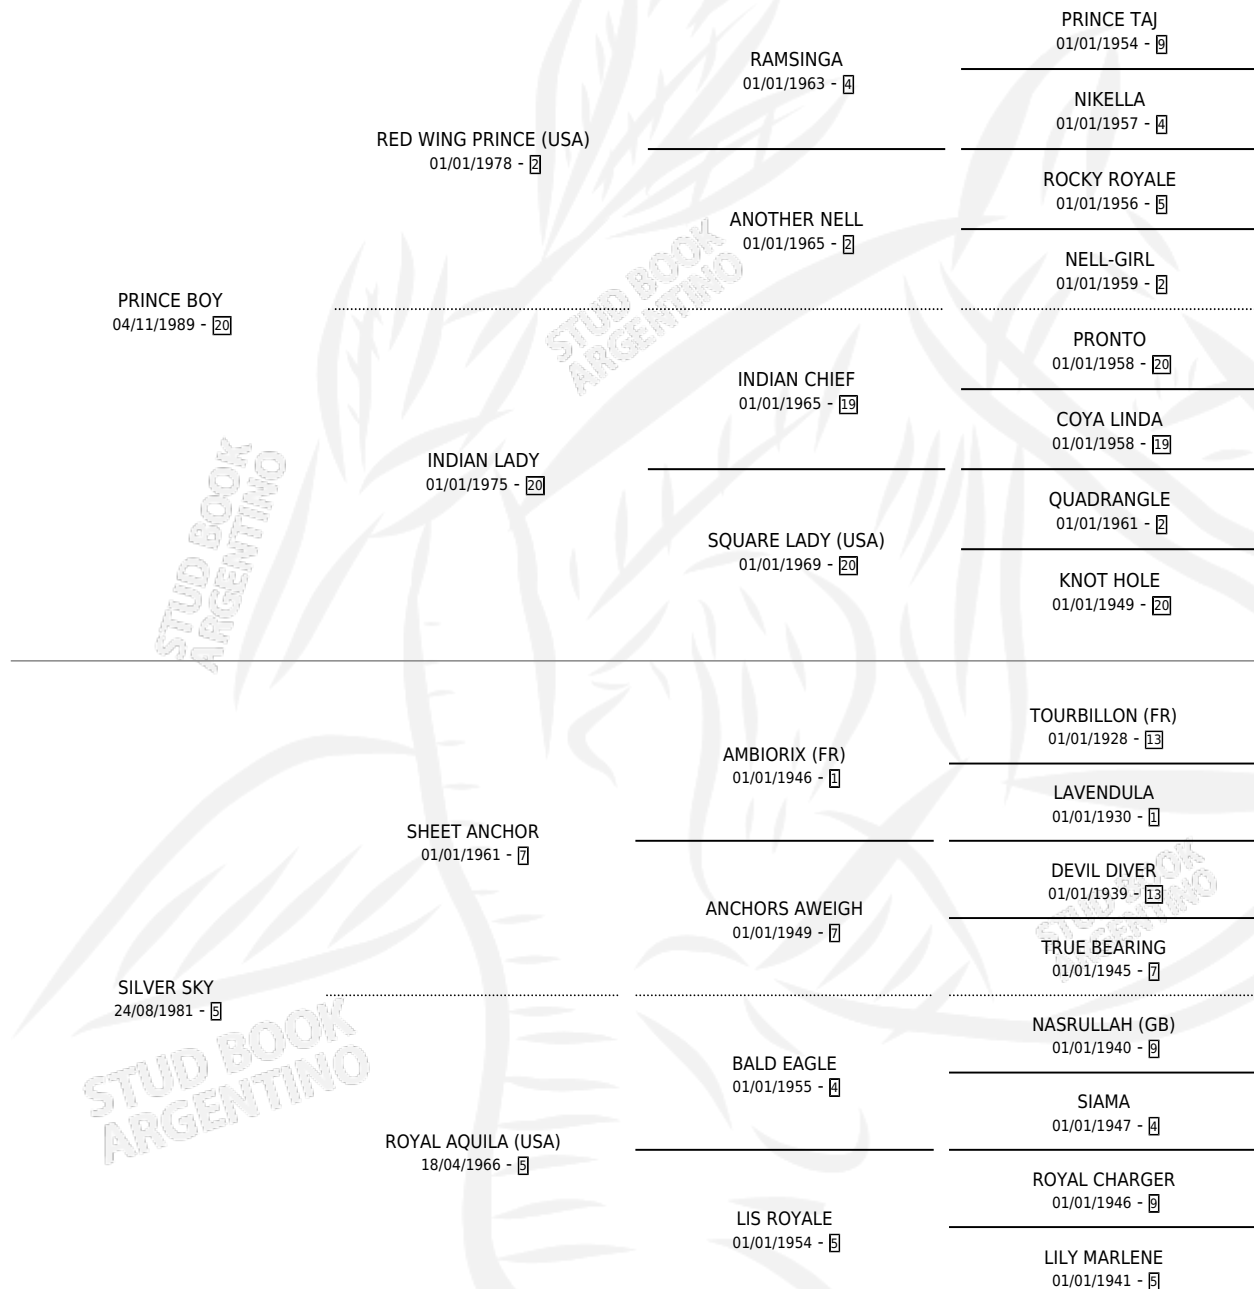 PRINCE TAJ
01/01/1954 - 9
RAMSINGA
01/01/1963 - 4
NIKELLA
01/01/1957 - 4
RED WING PRINCE (USA)
01/01/1978 - 2
ROCKY ROYALE
01/01/1956 - 5
ANOTHER NELL
01/01/1965 - 2
NELL-GIRL
01/01/1959 - 2
PRINCE BOY
04/11/1989 - 20
PRONTO
01/01/1958 - 20
INDIAN CHIEF
01/01/1965 - 19
COYA LINDA
01/01/1958 - 19
INDIAN LADY
01/01/1975 - 20
QUADRANGLE
01/01/1961 - 2
SQUARE LADY (USA)
01/01/1969 - 20
KNOT HOLE
01/01/1949 - 20
TOURBILLON (FR)
01/01/1928 - 13
AMBIORIX (FR)
01/01/1946 - 1
LAVENDULA
01/01/1930 - 1
SHEET ANCHOR
01/01/1961 - 7
DEVIL DIVER
01/01/1939 - 13
ANCHORS AWEIGH
01/01/1949 - 7
TRUE BEARING
01/01/1945 - 7
SILVER SKY
24/08/1981 - 5
NASRULLAH (GB)
01/01/1940 - 9
BALD EAGLE
01/01/1955 - 4
SIAMA
01/01/1947 - 4
ROYAL AQUILA (USA)
18/04/1966 - 5
ROYAL CHARGER
01/01/1946 - 9
LIS ROYALE
01/01/1954 - 5
LILY MARLENE
01/01/1941 - 5
STUD BOOK
ARGENTINO
STUD BOOK
ARGENTINO
STUD BOOK
ARGENTINO
STUD BOOK
ARGENTINO